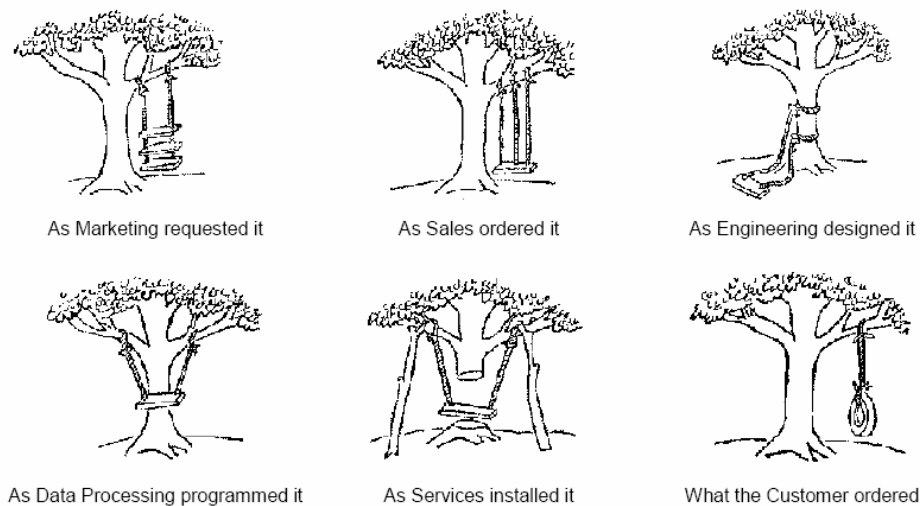 As Marketing requested it
As Sales ordered it
As Engineering designed it
As Data Processing programmed it
As Services installed it
What the Customer ordered